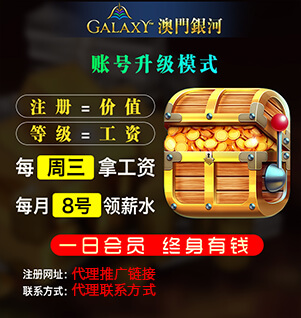 GALAXY™ 澳門銀河
账号升级模式
注册=价值
等级=工资
每周三拿工资
每月8号领薪水
一日会员 终身有钱
注册网址:代理推广链接
联系方式:代理联系方式